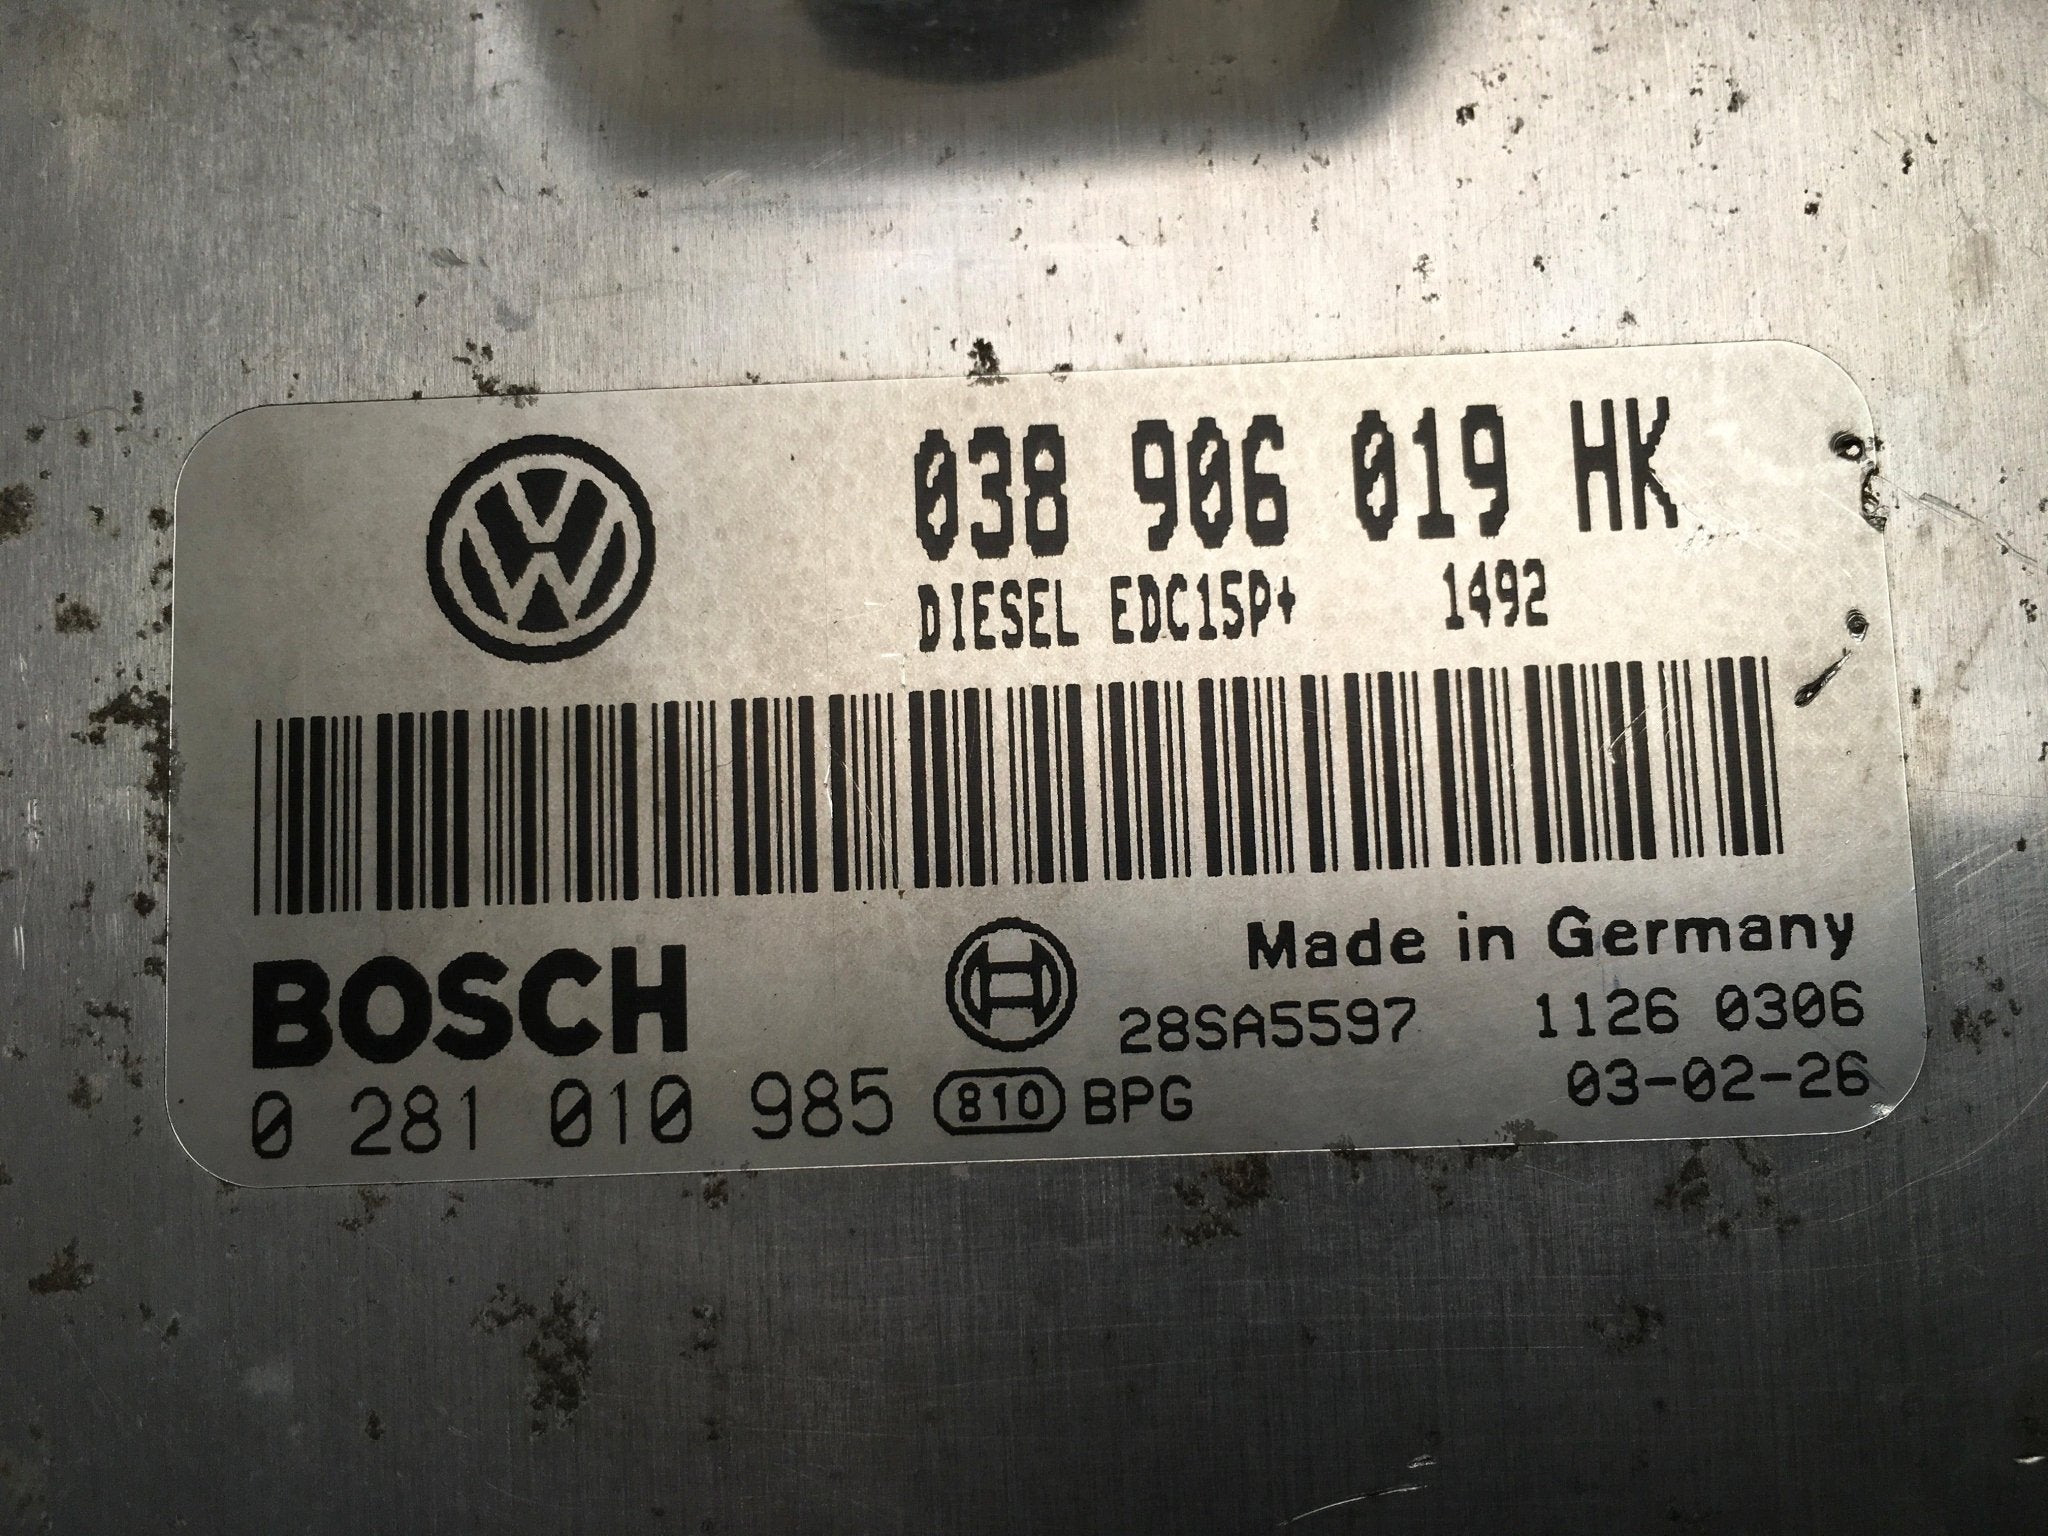 038 906 019 HK
DIESEL EDC15P+ 1492
BOSCH
Made in Germany
28SA5597 1126 0306
0 281 010 985 810 BPG 03-02-26